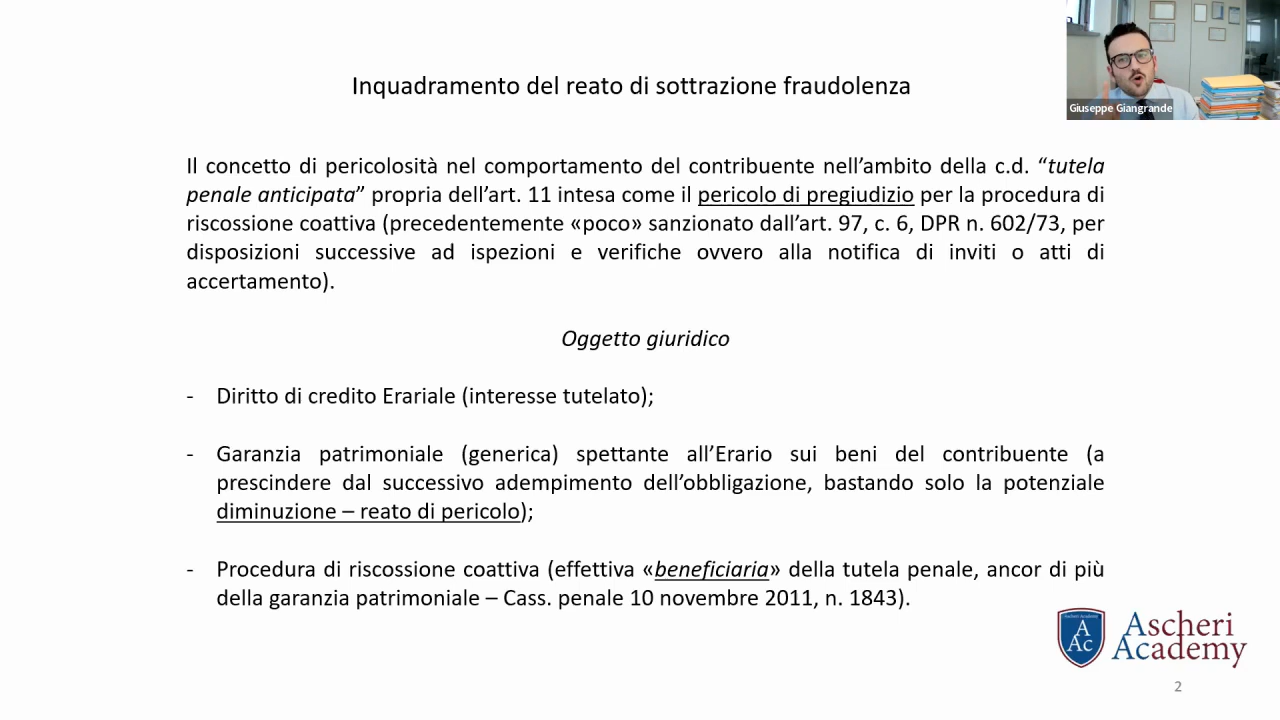 Inquadramento del reato di sottrazione fraudolenza
Giuseppe Giangrande
Il concetto di pericolosità nel comportamento del contribuente nell’ambito della c.d. “tutela
penale anticipata” propria dell’art. 11 intesa come il pericolo di pregiudizio per la procedura di
riscossione coattiva (precedentemente «poco» sanzionato dall’art. 97, c. 6, DPR n. 602/73, per
disposizioni successive ad ispezioni e verifiche ovvero alla notifica di inviti o atti di
accertamento).
Oggetto giuridico
- Diritto di credito Erariale (interesse tutelato);
- Garanzia patrimoniale (generica) spettante all’Erario sui beni del contribuente (a
prescindere dal successivo adempimento dell’obbligazione, bastando solo la potenziale
diminuzione – reato di pericolo);
- Procedura di riscossione coattiva (effettiva «beneficiaria» della tutela penale, ancor di più
della garanzia patrimoniale – Cass. penale 10 novembre 2011, n. 1843).
A
Ac
Ascheri
Academy
2